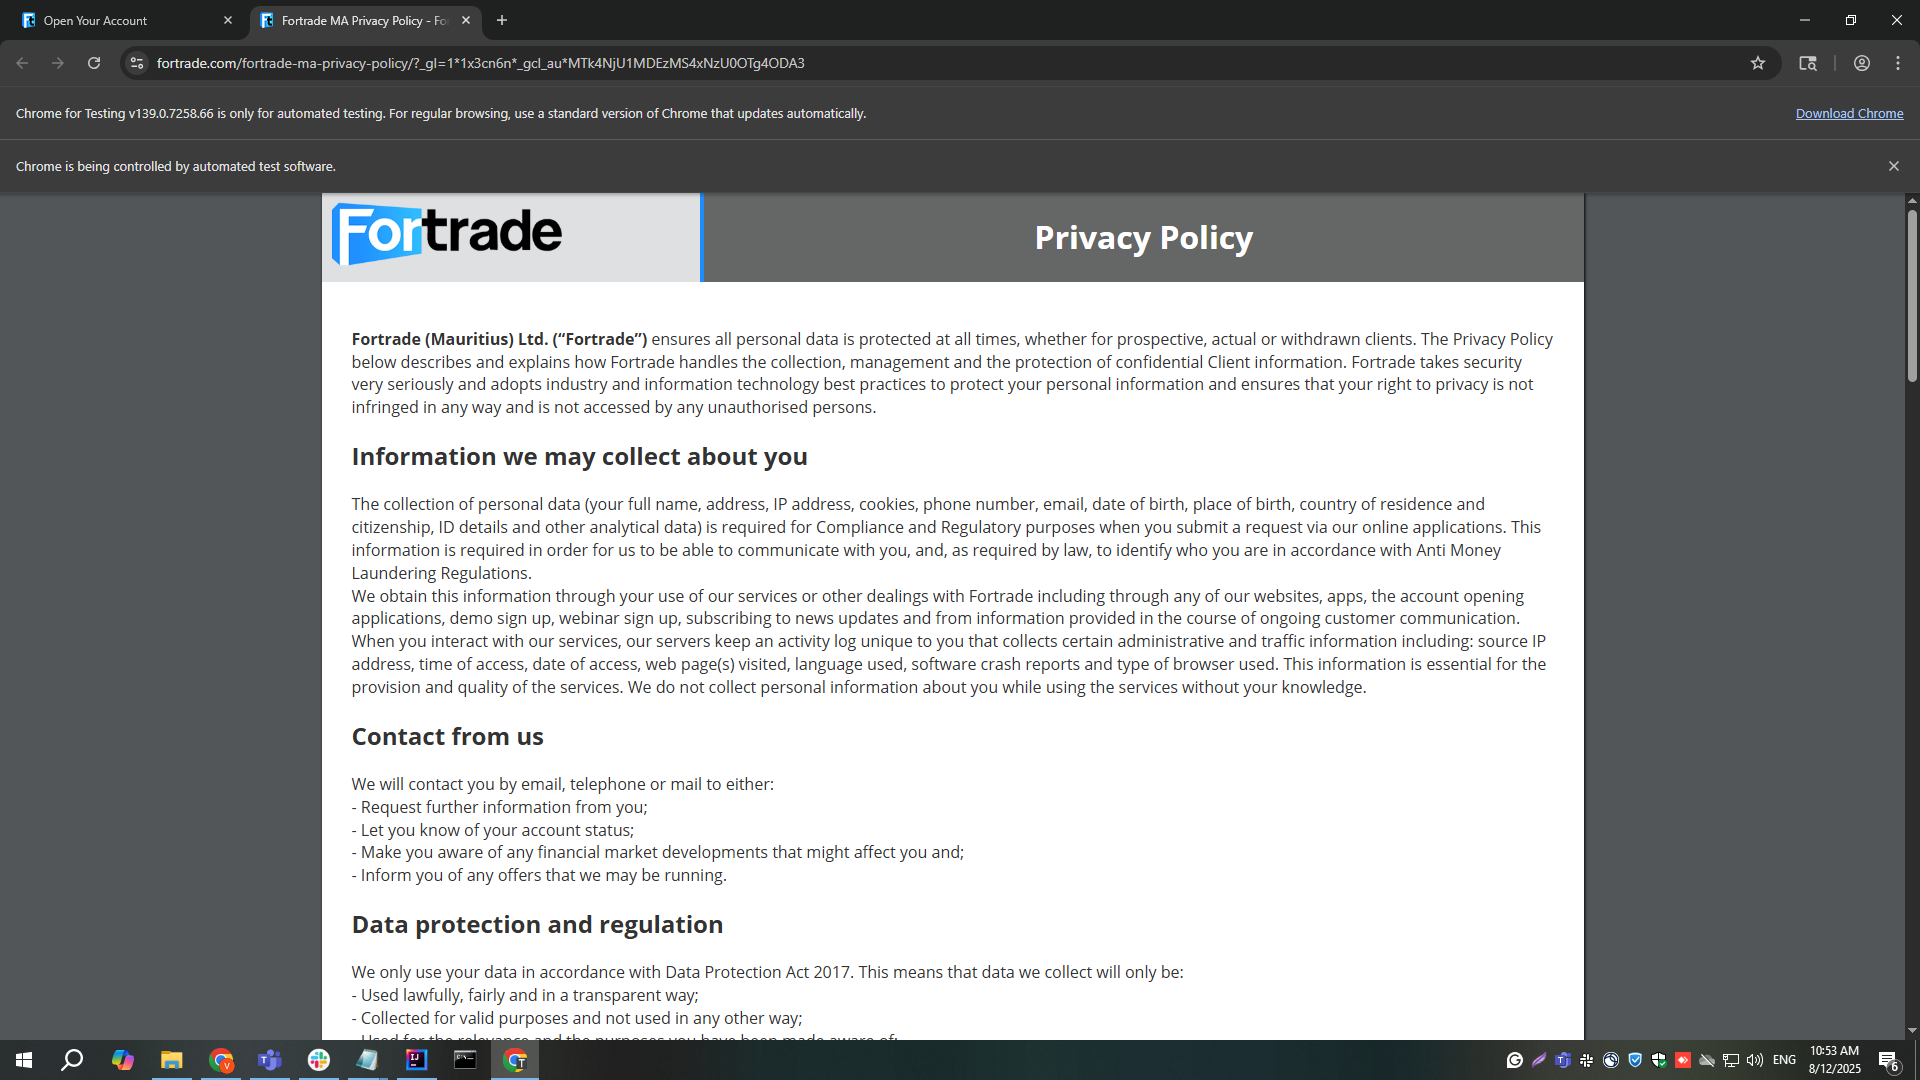 Open Your Account
Fortrade MA Privacy Policy - Fo
fortrade.com/fortrade-ma-privacy-policy/?_gl=1*1x3cn6n*_gcl_au*MTk4NjU1MDEzMS4xNzU0OTg4ODA3
Chrome for Testing v139.0.7258.66 is only for automated testing. For regular browsing, use a standard version of Chrome that updates automatically.
Download Chrome
Chrome is being controlled by automated test software.
Fortrade
Privacy Policy
Fortrade (Mauritius) Ltd. (“Fortrade”) ensures all personal data is protected at all times, whether for prospective, actual or withdrawn clients. The Privacy Policy
below describes and explains how Fortrade handles the collection, management and the protection of confidential Client information. Fortrade takes security
very seriously and adopts industry and information technology best practices to protect your personal information and ensures that your right to privacy is not
infringed in any way and is not accessed by any unauthorised persons.
Information we may collect about you
The collection of personal data (your full name, address, IP address, cookies, phone number, email, date of birth, place of birth, country of residence and
citizenship, ID details and other analytical data) is required for Compliance and Regulatory purposes when you submit a request via our online applications. This
information is required in order for us to be able to communicate with you, and, as required by law, to identify who you are in accordance with Anti Money
Laundering Regulations.
We obtain this information through your use of our services or other dealings with Fortrade including through any of our websites, apps, the account opening
applications, demo sign up, webinar sign up, subscribing to news updates and from information provided in the course of ongoing customer communication.
When you interact with our services, our servers keep an activity log unique to you that collects certain administrative and traffic information including: source IP
address, time of access, date of access, web page(s) visited, language used, software crash reports and type of browser used. This information is essential for the
provision and quality of the services. We do not collect personal information about you while using the services without your knowledge.
Contact from us
We will contact you by email, telephone or mail to either:
- Request further information from you;
- Let you know of your account status;
- Make you aware of any financial market developments that might affect you and;
- Inform you of any offers that we may be running.
Data protection and regulation
We only use your data in accordance with Data Protection Act 2017. This means that data we collect will only be:
- Used lawfully, fairly and in a transparent way;
- Collected for valid purposes and not used in any other way;
- Used for the relevance and the purposes you have been made aware of;
ENG
10:53 AM
8/12/2025
6